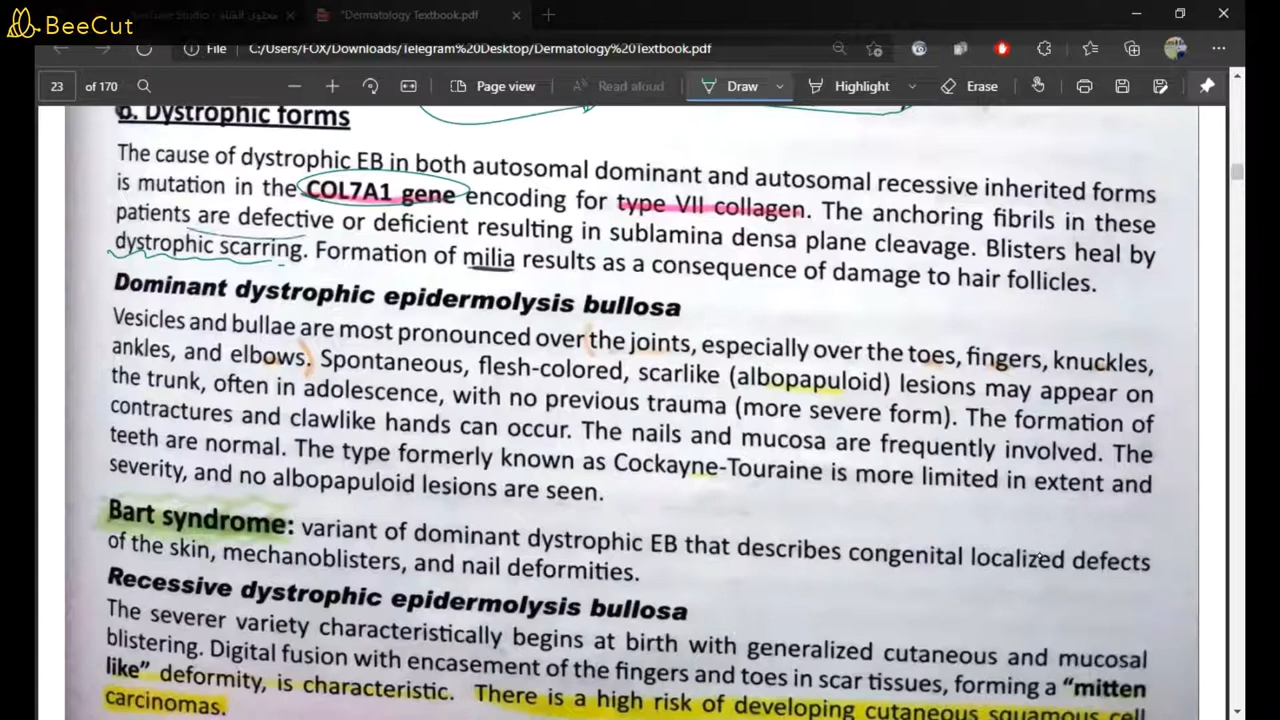 BeeCut
"Dermatology Textbook.pdf
File C:/Users/FOX/Downloads/Telegram%20Desktop/Dermatology%20Textbook.pdf
23 of 170 Page view Read aloud Draw Highlight Erase
Dystrophic forms
The cause of dystrophic EB in both autosomal dominant and autosomal recessive inherited forms
is mutation in the COL7A1 gene encoding for type VII collagen. The anchoring fibrils in these
patients are defective or deficient resulting in sublamina densa plane cleavage. Blisters heal by
dystrophic scarring. Formation of milia results as a consequence of damage to hair follicles.
Dominant dystrophic epidermolysis bullosa
Vesicles and bullae are most pronounced over the joints, especially over the toes, fingers, knuckles,
ankles, and elbows. Spontaneous, flesh-colored, scarlike (albopapuloid) lesions may appear on
the trunk, often in adolescence, with no previous trauma (more severe form). The formation of
contractures and clawlike hands can occur. The nails and mucosa are frequently involved. The
teeth are normal. The type formerly known as Cockayne-Touraine is more limited in extent and
severity, and no albopapuloid lesions are seen.
Bart syndrome: variant of dominant dystrophic EB that describes congenital localized defects
of the skin, mechanoblisters, and nail deformities.
Recessive dystrophic epidermolysis bullosa
The severer variety characteristically begins at birth with generalized cutaneous and mucosal
blistering. Digital fusion with encasement of the fingers and toes in scar tissues, forming a "mitten
like" deformity, is characteristic. There is a high risk of developing cutaneous squamous cell
carcinomas.